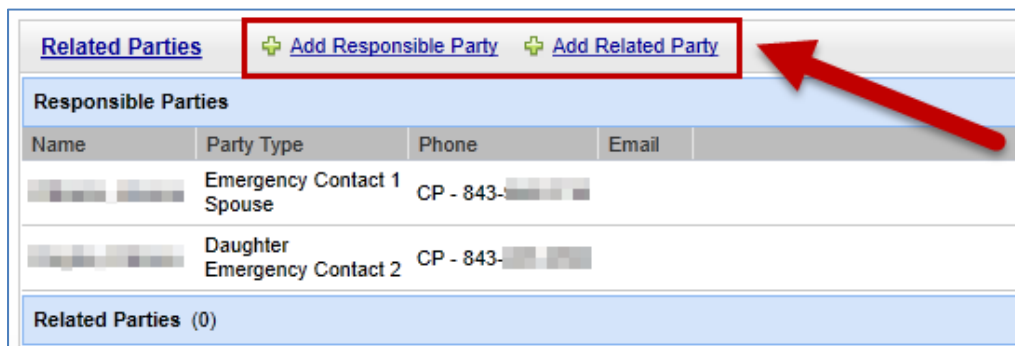 Related Parties Add Responsible Party Add Related Party
Responsible Parties
Name Party Type Phone Email
Emergency Contact 1
Spouse
CP - 843-
Daughter
Emergency Contact 2
CP - 843-
Related Parties (0)